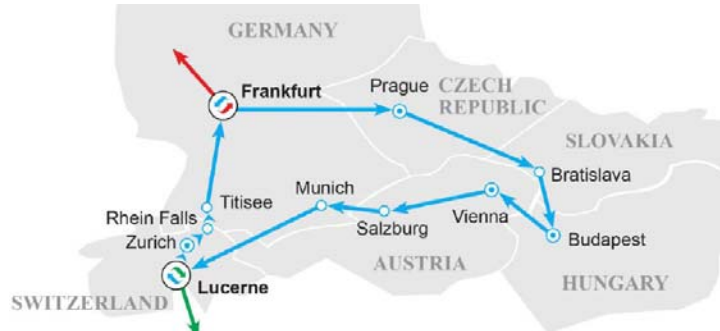 GERMANY
Frankfurt
Prague
CZECH
REPUBLIC
SLOVAKIA
Bratislava
Titisee
Munich
Rhein Falls
Zurich
Salzburg
Vienna
Budapest
AUSTRIA
HUNGARY
SWITZERLAND
Lucerne